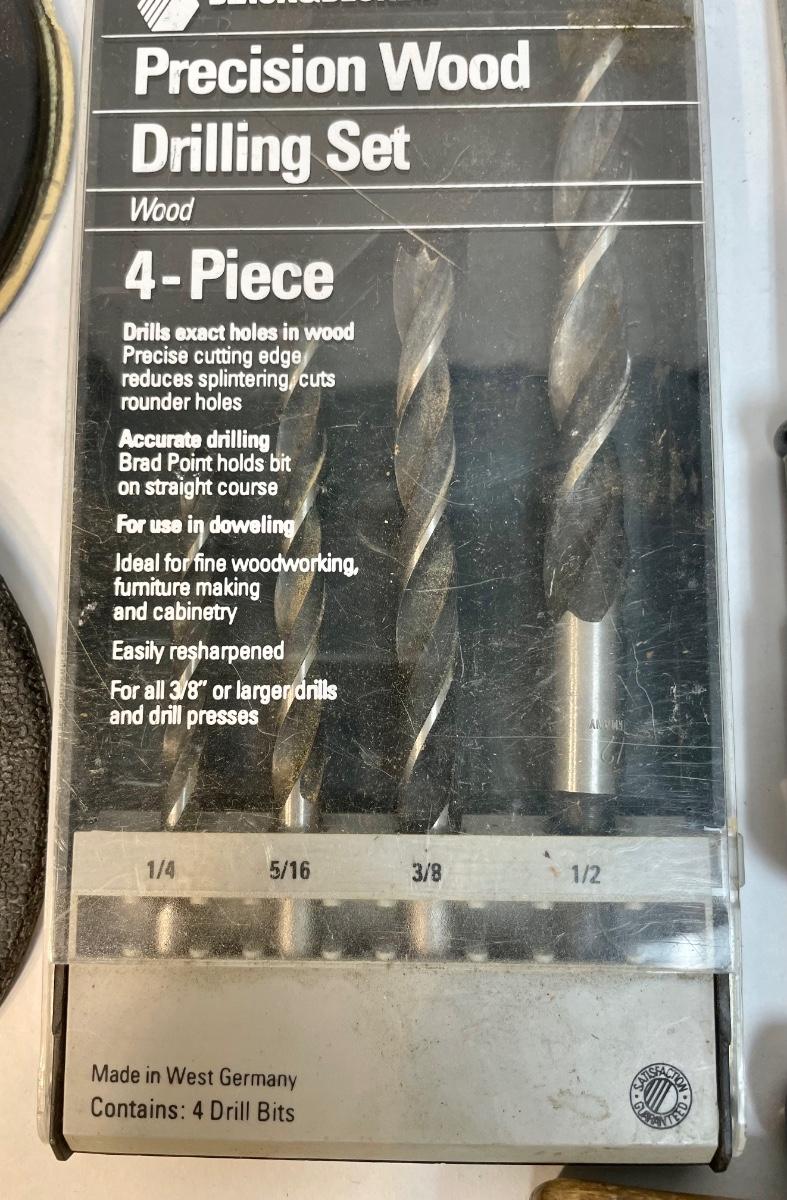 BLACK & DECKER
Precision Wood
Drilling Set
Wood
4-Piece
Drills exact holes in wood
Precise cutting edge
reduces splintering, cuts
rounder holes
Accurate drilling
Brad Point holds bit
on straight course
For use in doweling
Ideal for fine woodworking,
furniture making
and cabinetry
Easily resharpened
For all 3/8" or larger drills
and drill presses
1/4 5/16 3/8 1/2
Made in West Germany
Contains: 4 Drill Bits
SATISFACTION
GUARANTEED